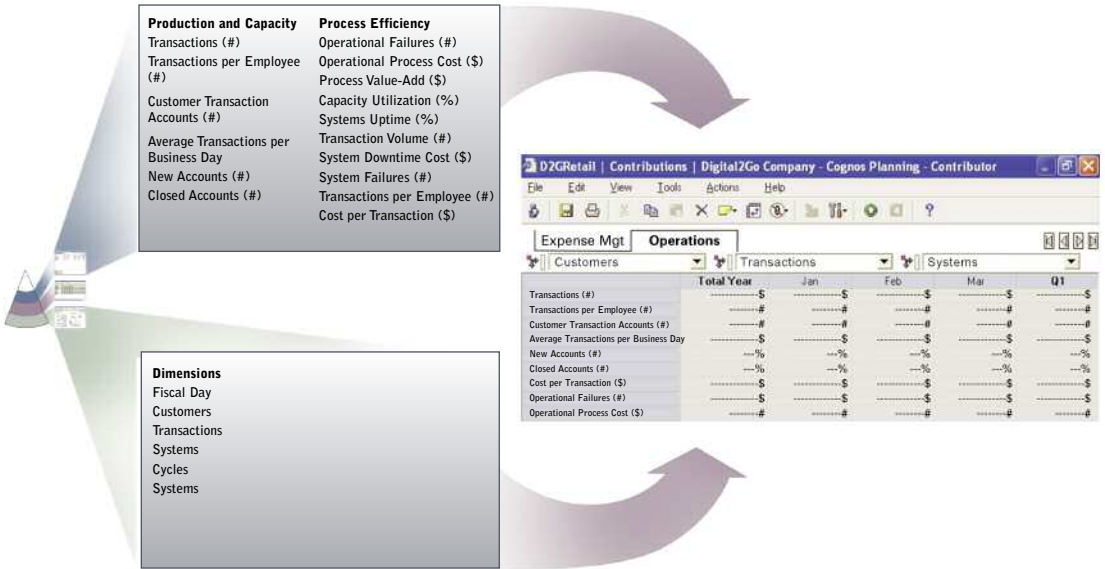 Production and Capacity
Transactions (#)
Transactions per Employee
(#)
Customer Transaction
Accounts (#)
Average Transactions per
Business Day
New Accounts (#)
Closed Accounts (#)
Process Efficiency
Operational Failures (#)
Operational Process Cost ($)
Process Value-Add ($)
Capacity Utilization (%)
Systems Uptime (%)
Transaction Volume (#)
System Downtime Cost ($)
System Failures (#)
Transactions per Employee (#)
Cost per Transaction ($)
Dimensions
Fiscal Day
Customers
Transactions
Systems
Cycles
Systems
D2GRetail | Contributions | Digital2Go Company - Cognos Planning - Contributor
File Edit View Tools Actions Help
Expense Mgt Operations
Customers Transactions Systems
Total Year Jan Feb Mar Q1
Transactions (#) ------------$ ------------$ ------------$ ------------$ ------------$
Transactions per Employee (#) --------# --------# --------# --------# --------#
Customer Transaction Accounts (#) --------# --------# --------# --------# --------#
Average Transactions per Business Day ------------$ ------------$ ------------$ ------------$ ------------$
New Accounts (#) ---% ---% ---% ---% ---%
Closed Accounts (#) ---% ---% ---% ---% ---%
Cost per Transaction ($) ------------$ ------------$ ------------$ ------------$ ------------$
Operational Failures (#) ------------$ ------------$ ------------$ ------------$ ------------$
Operational Process Cost ($) --------# --------# --------# --------# --------#